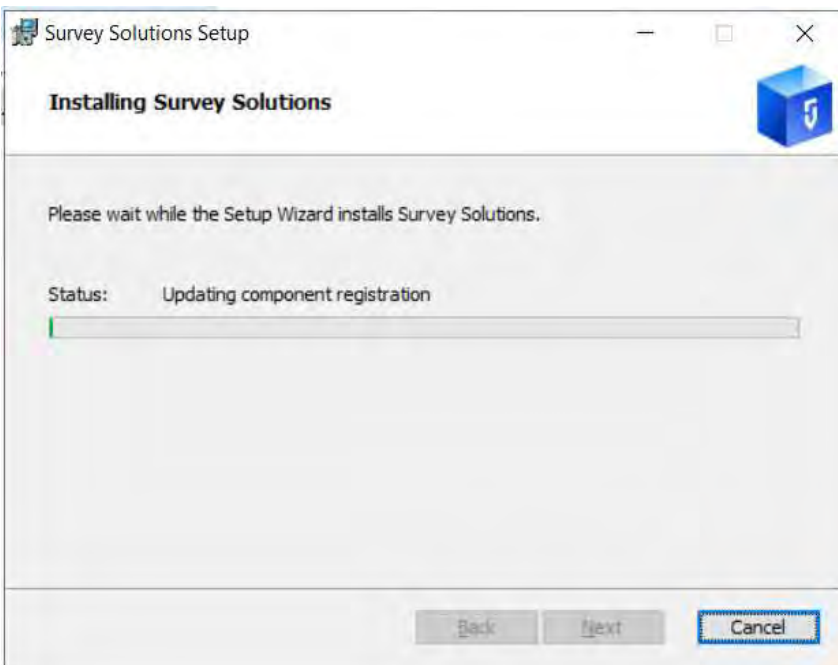 Survey Solutions Setup
Installing Survey Solutions
Please wait while the Setup Wizard installs Survey Solutions.
Status: Updating component registration
Back Next Cancel